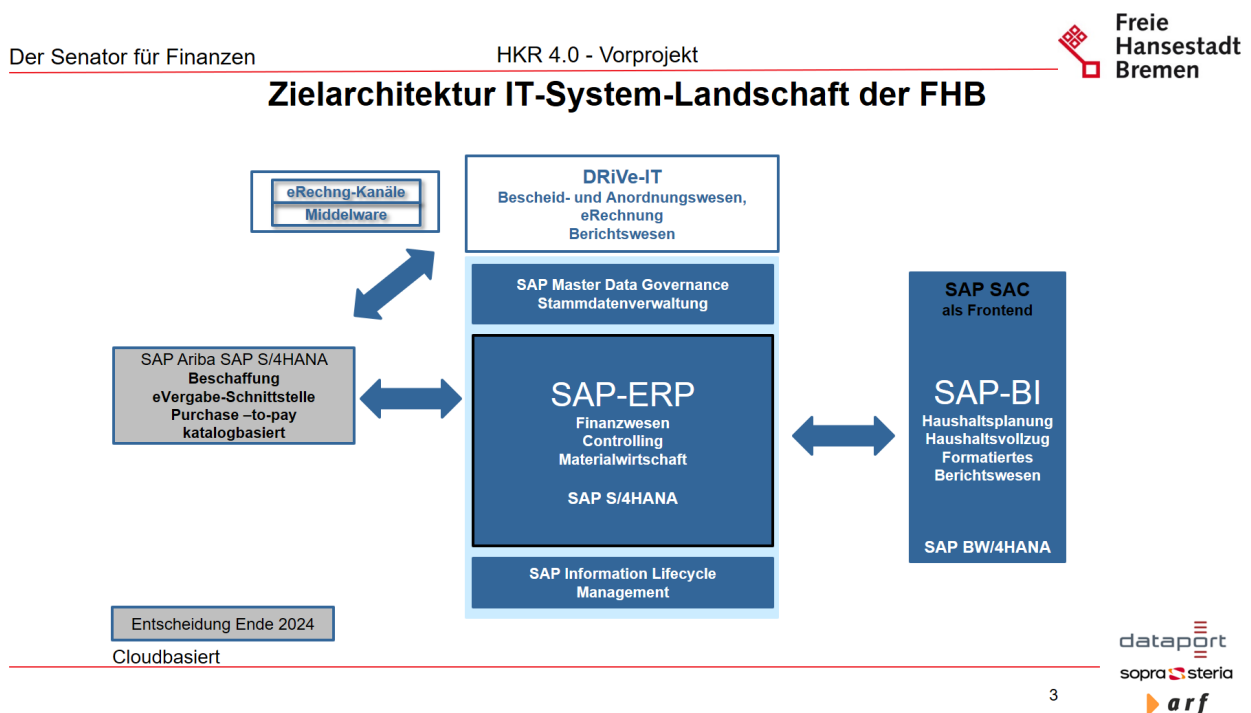 Der Senator für Finanzen
HKR 4.0 - Vorprojekt
Freie
Hansestadt
Bremen
Zielarchitektur IT-System-Landschaft der FHB
eRechng-Kanäle
Middelware
DRiVe-IT
Bescheid- und Anordnungswesen,
eRechnung
Berichtswesen
SAP Master Data Governance
Stammdatenverwaltung
SAP Ariba SAP S/4HANA
Beschaffung
eVergabe-Schnittstelle
Purchase –to-pay
katalogbasiert
SAP-ERP
Finanzwesen
Controlling
Materialwirtschaft
SAP S/4HANA
SAP SAC
als Frontend
SAP-BI
Haushaltsplanung
Haushaltsvollzug
Formatiertes
Berichtswesen
SAP BW/4HANA
SAP Information Lifecycle
Management
Entscheidung Ende 2024
Cloudbasiert
dataport
sopra steria
arf
3